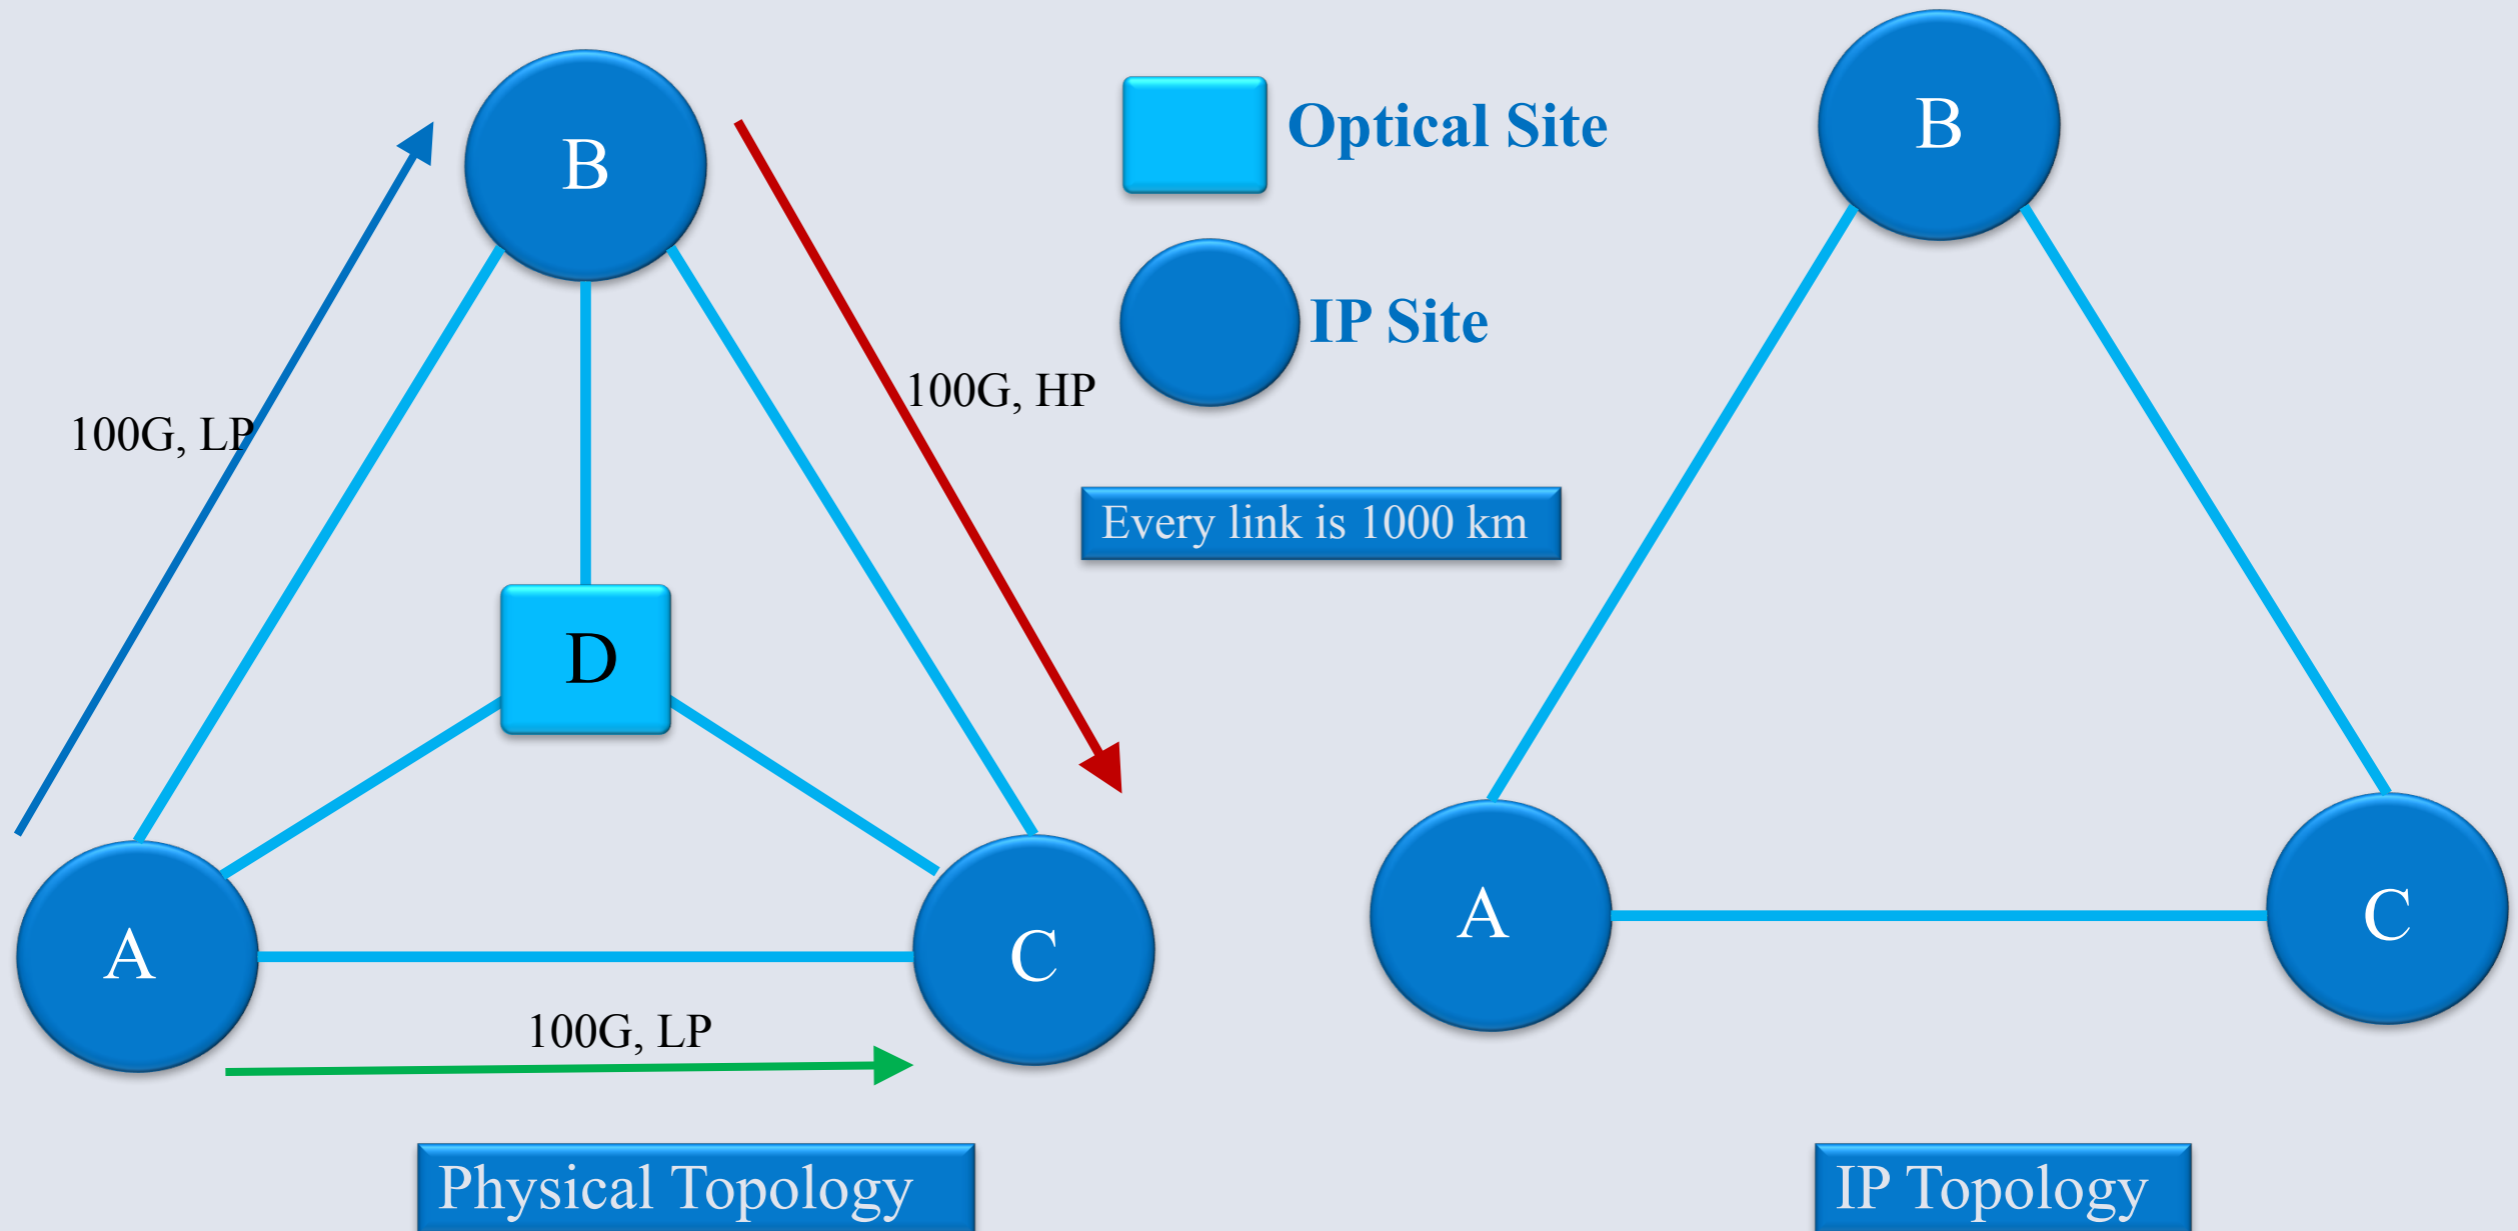 B
100G, LP
D
A
C
100G, LP
Physical Topology
100G, HP
Optical Site
IP Site
Every link is 1000 km
B
A
C
IP Topology